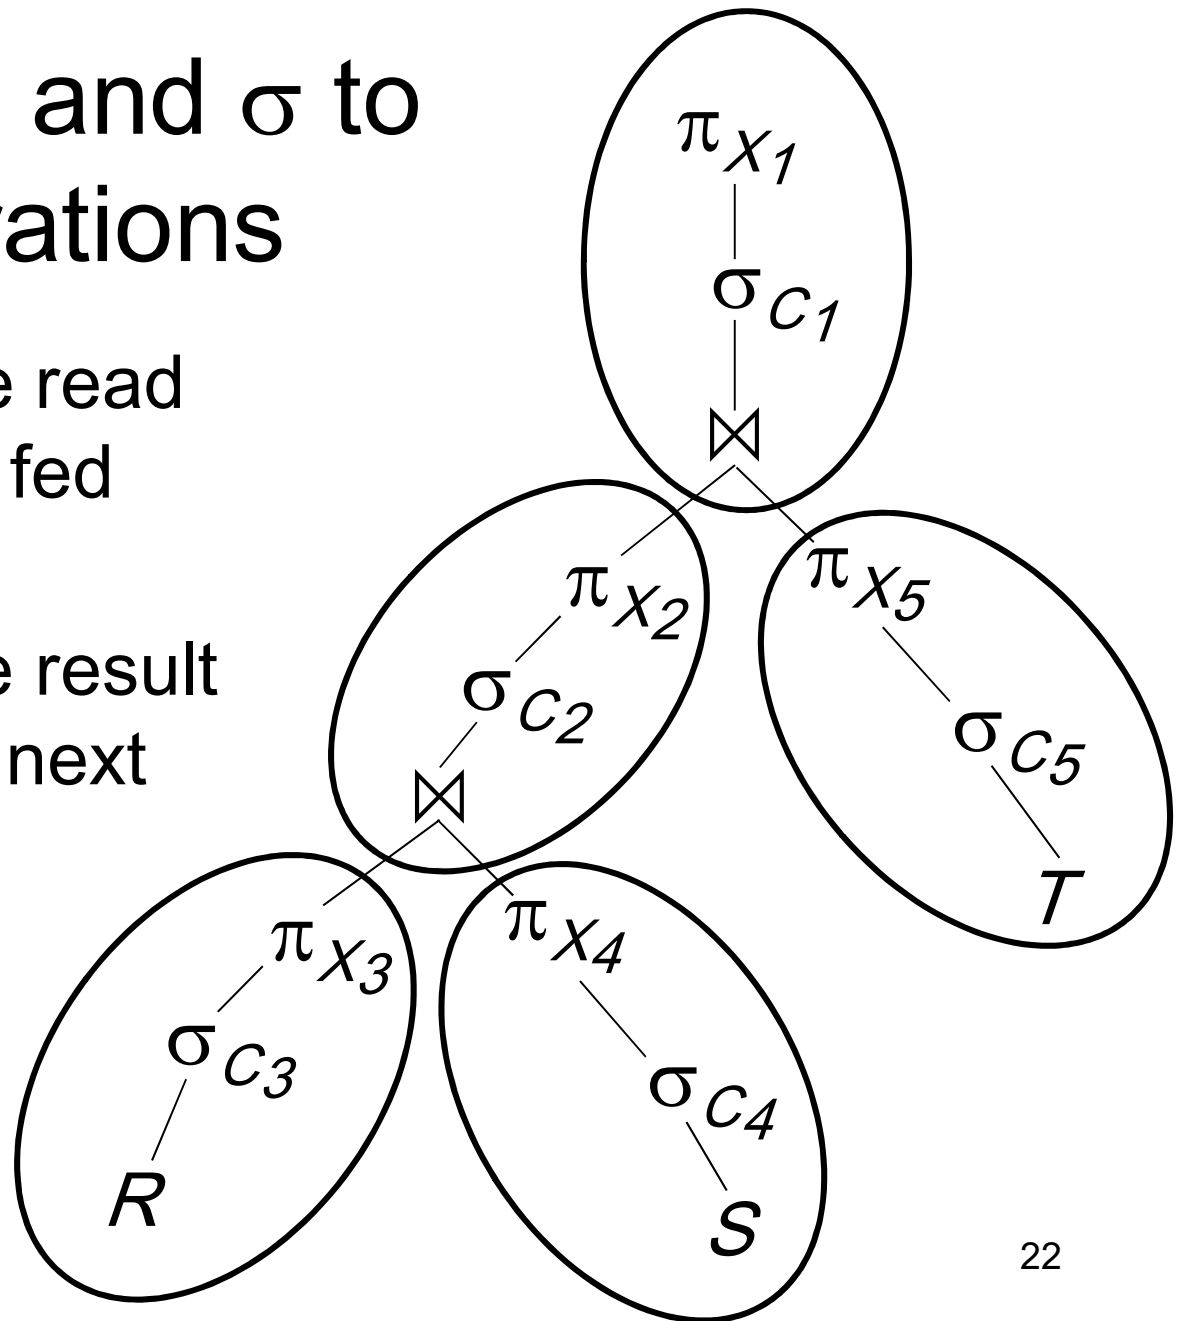 and σ to
rations
e read
fed
e result
next
π X1
σ C1
⋈
π X2
σ C2
⋈
π X5
σ C5
T
π X3
σ C3
R
π X4
σ C4
S
22